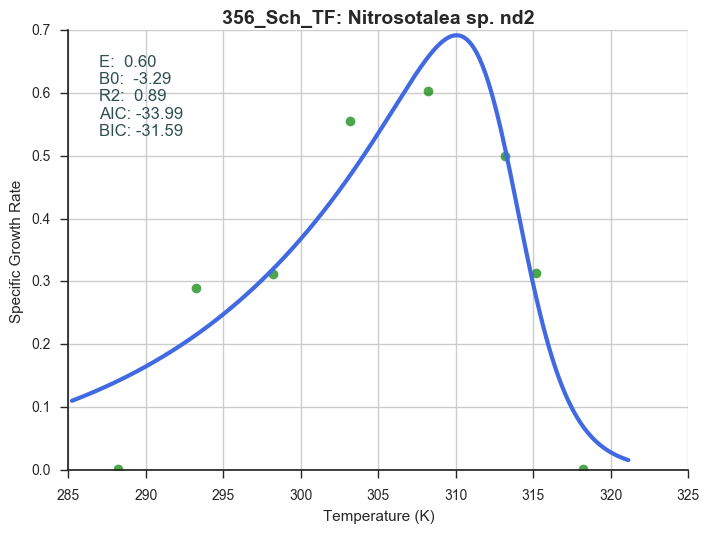 356_Sch_TF: Nitrosotalea sp. nd2
E:  0.60
B0:  -3.29
R2:  0.89
AIC: -33.99
BIC: -31.59
Specific Growth Rate
0.7
0.6
0.5
0.4
0.3
0.2
0.1
0.0
285 290 295 300 305 310 315 320 325
Temperature (K)